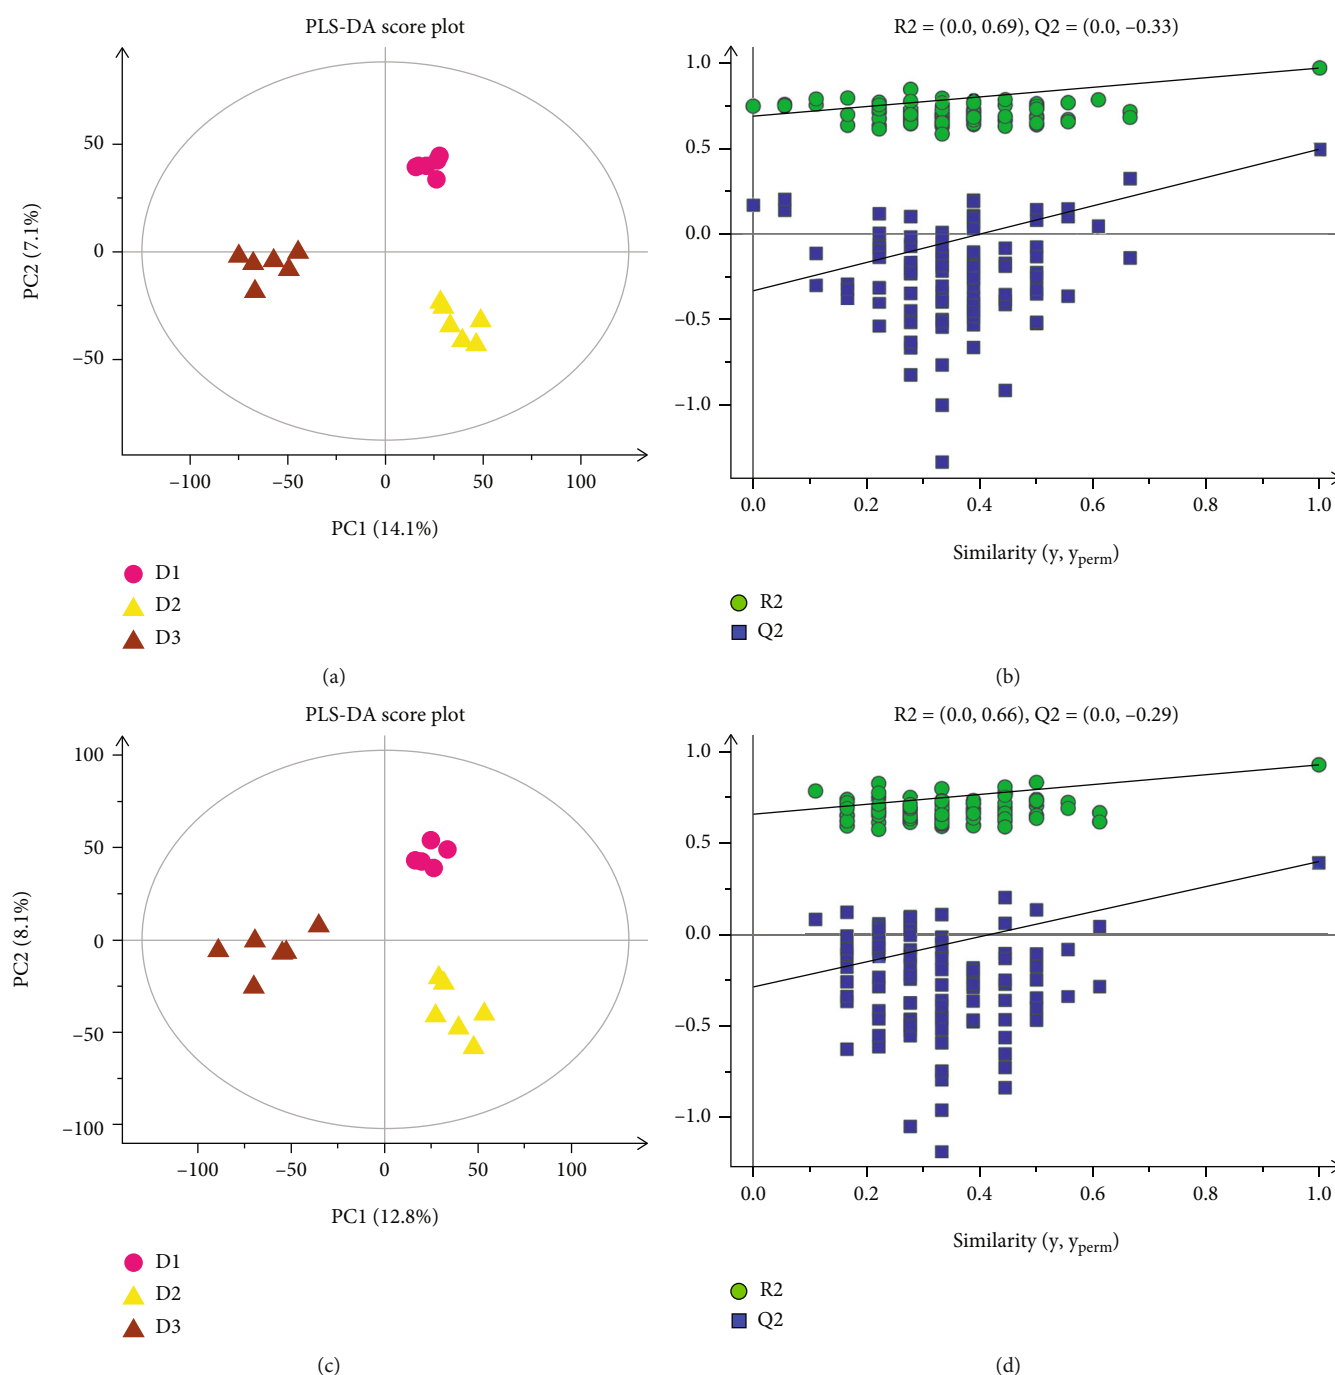 PLS-DA score plot
PC2 (7.1%)
50
0
−50
−100
−50
0
50
100
PC1 (14.1%)
D1
D2
D3
(a)
R2 = (0.0, 0.69), Q2 = (0.0, −0.33)
1.0
0.5
0.0
−0.5
−1.0
0.0
0.2
0.4
0.6
0.8
1.0
Similarity (y, yperm)
R2
Q2
(b)
PLS-DA score plot
PC2 (8.1%)
100
50
0
−50
−100
−100
−50
0
50
100
PC1 (12.8%)
D1
D2
D3
(c)
R2 = (0.0, 0.66), Q2 = (0.0, −0.29)
1.0
0.5
0.0
−0.5
−1.0
0.0
0.2
0.4
0.6
0.8
1.0
Similarity (y, yperm)
R2
Q2
(d)